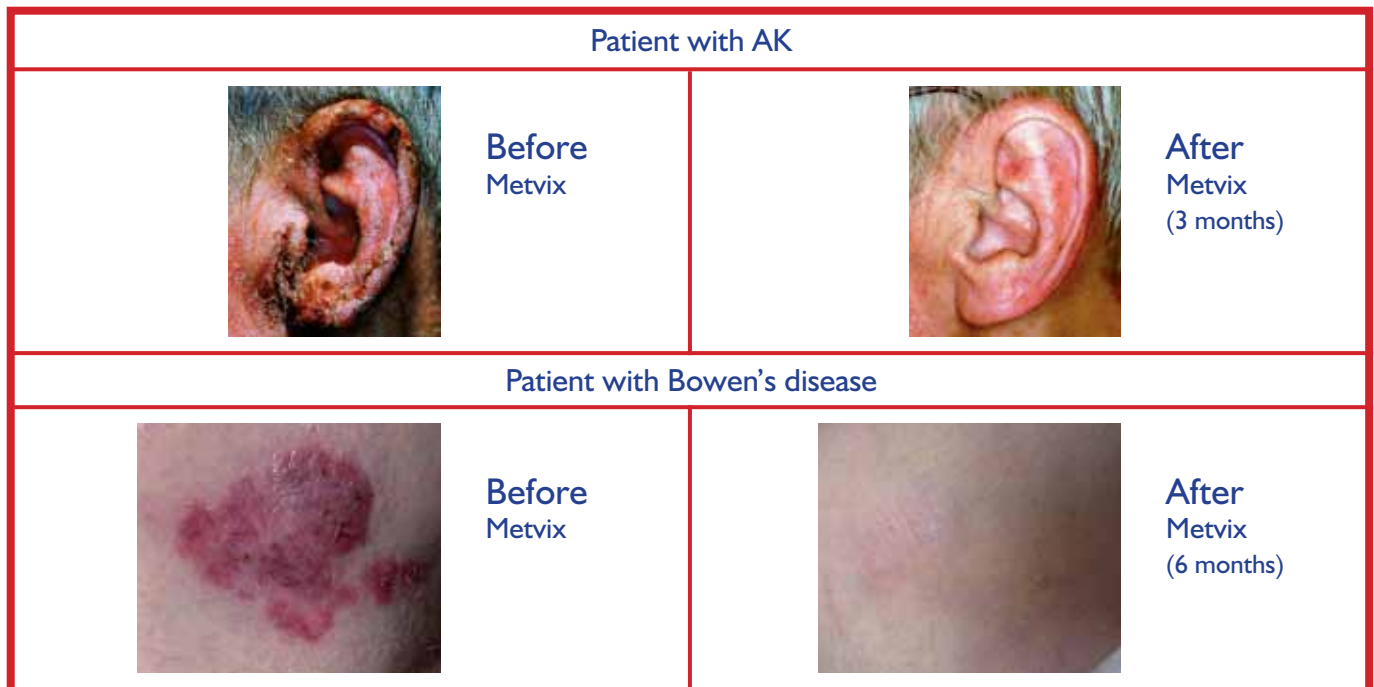 Patient with AK
Before
Metvix
After
Metvix
(3 months)
Patient with Bowen’s disease
Before
Metvix
After
Metvix
(6 months)